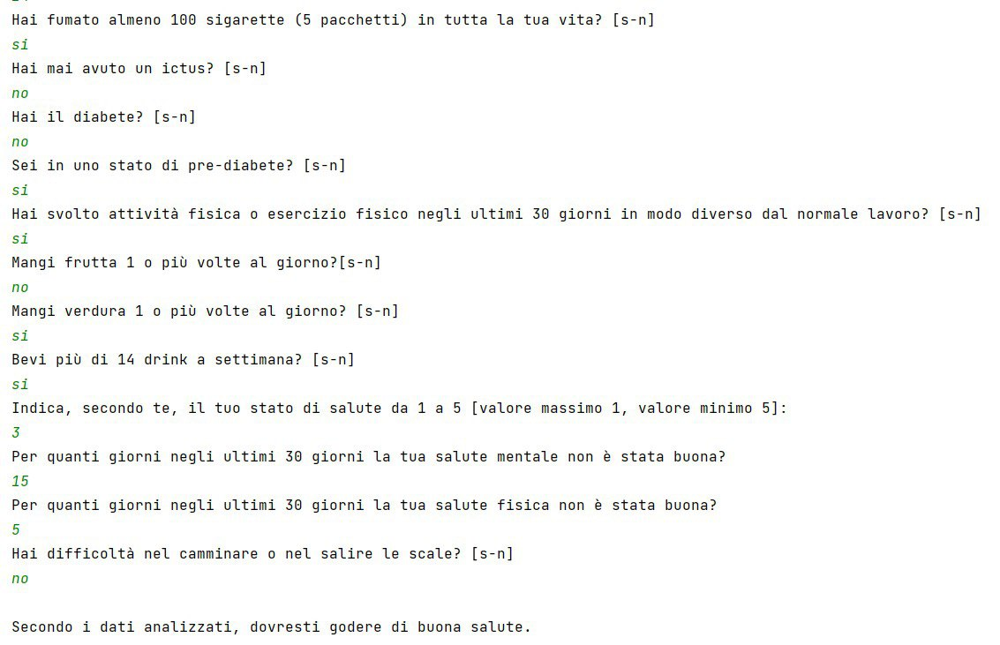 Hai fumato almeno 100 sigarette (5 pacchetti) in tutta la tua vita? [s-n]
si
Hai mai avuto un ictus? [s-n]
no
Hai il diabete? [s-n]
no
Sei in uno stato di pre-diabete? [s-n]
si
Hai svolto attività fisica o esercizio fisico negli ultimi 30 giorni in modo diverso dal normale lavoro? [s-n]
si
Mangi frutta 1 o più volte al giorno?[s-n]
no
Mangi verdura 1 o più volte al giorno? [s-n]
si
Bevi più di 14 drink a settimana? [s-n]
si
Indica, secondo te, il tuo stato di salute da 1 a 5 [valore massimo 1, valore minimo 5]:
3
Per quanti giorni negli ultimi 30 giorni la tua salute mentale non è stata buona?
15
Per quanti giorni negli ultimi 30 giorni la tua salute fisica non è stata buona?
5
Hai difficoltà nel camminare o nel salire le scale? [s-n]
no
Secondo i dati analizzati, dovresti godere di buona salute.